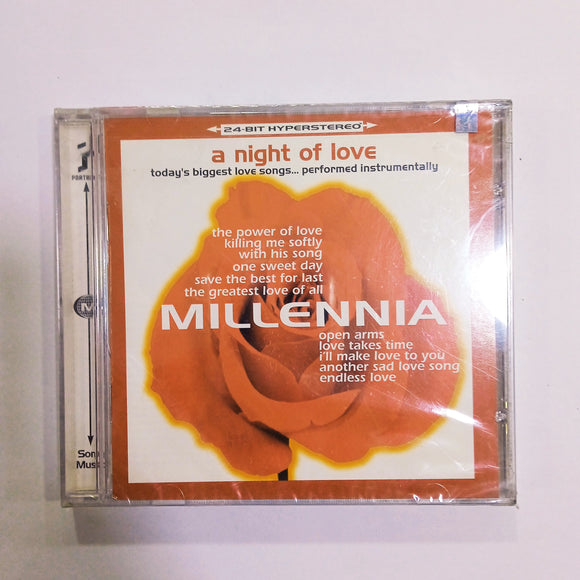 24-BIT HYPERSTEREO
a night of love
today's biggest love songs... performed instrumentally
the power of love
killing me softly
with his song
one sweet day
save the best for last
the greatest love of all
MILLENNIA
open arms
love takes time
i'll make love to you
another sad love song
endless love